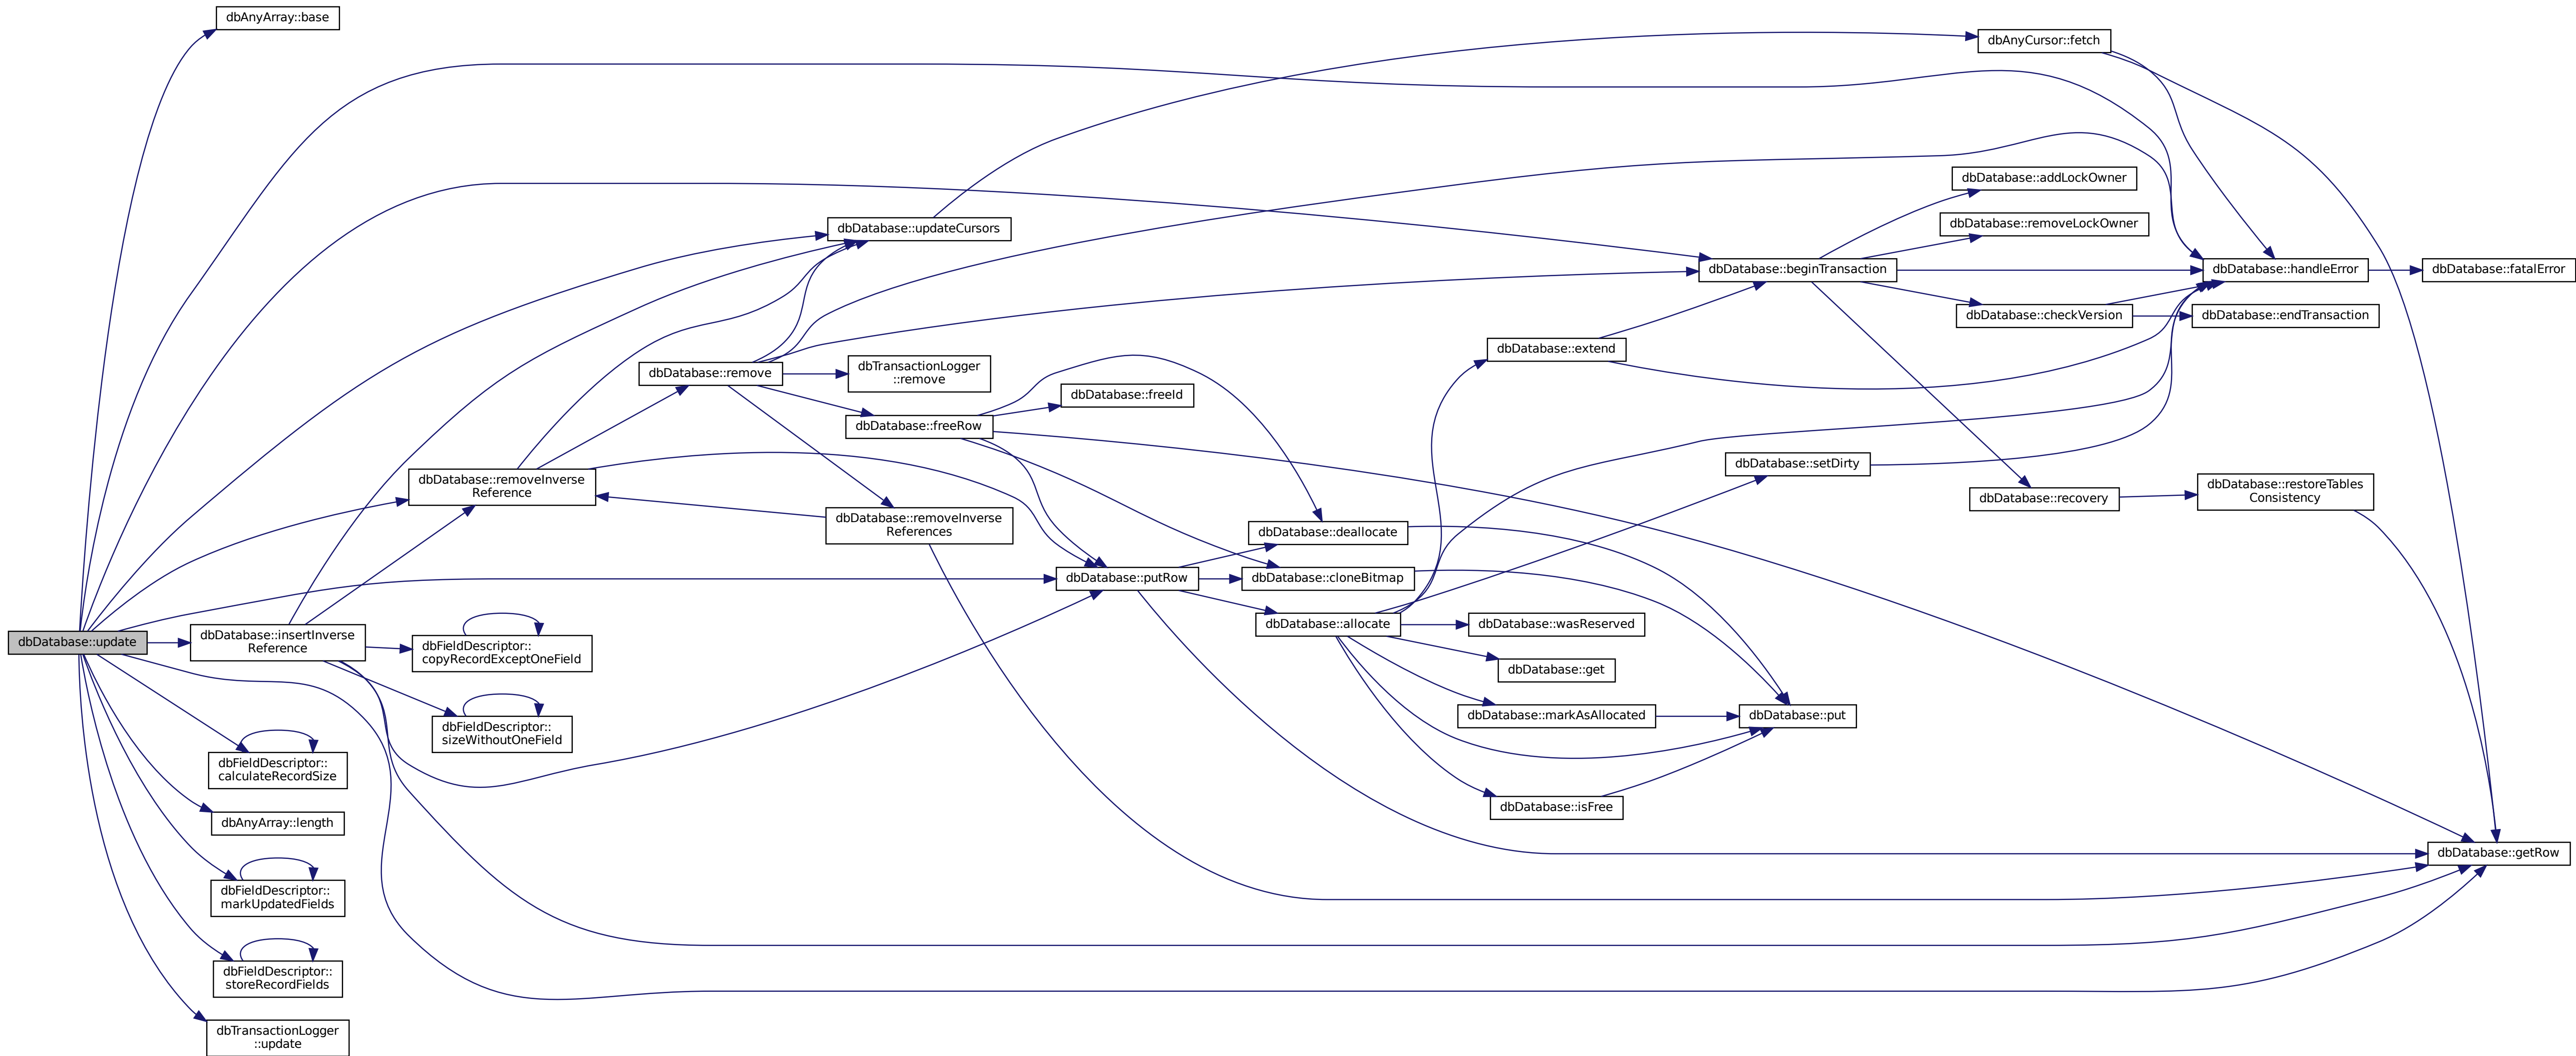 dbAnyArray::base
dbAnyCursor::fetch
dbDatabase::addLockOwner
dbDatabase::removeLockOwner
dbDatabase::updateCursors
dbDatabase::beginTransaction
dbDatabase::handleError
dbDatabase::fatalError
dbDatabase::checkVersion
dbDatabase::endTransaction
dbDatabase::extend
dbDatabase::remove
dbTransactionLogger
::remove
dbDatabase::freeId
dbDatabase::freeRow
dbDatabase::setDirty
dbDatabase::removeInverse
Reference
dbDatabase::recovery
dbDatabase::restoreTables
Consistency
dbDatabase::removeInverse
References
dbDatabase::deallocate
dbDatabase::putRow
dbDatabase::cloneBitmap
dbDatabase::allocate
dbDatabase::wasReserved
dbDatabase::update
dbDatabase::insertInverse
Reference
dbFieldDescriptor::
copyRecordExceptOneField
dbDatabase::get
dbDatabase::markAsAllocated
dbDatabase::put
dbFieldDescriptor::
sizeWithoutOneField
dbFieldDescriptor::
calculateRecordSize
dbDatabase::isFree
dbAnyArray::length
dbDatabase::getRow
dbFieldDescriptor::
markUpdatedFields
dbFieldDescriptor::
storeRecordFields
dbTransactionLogger
::update